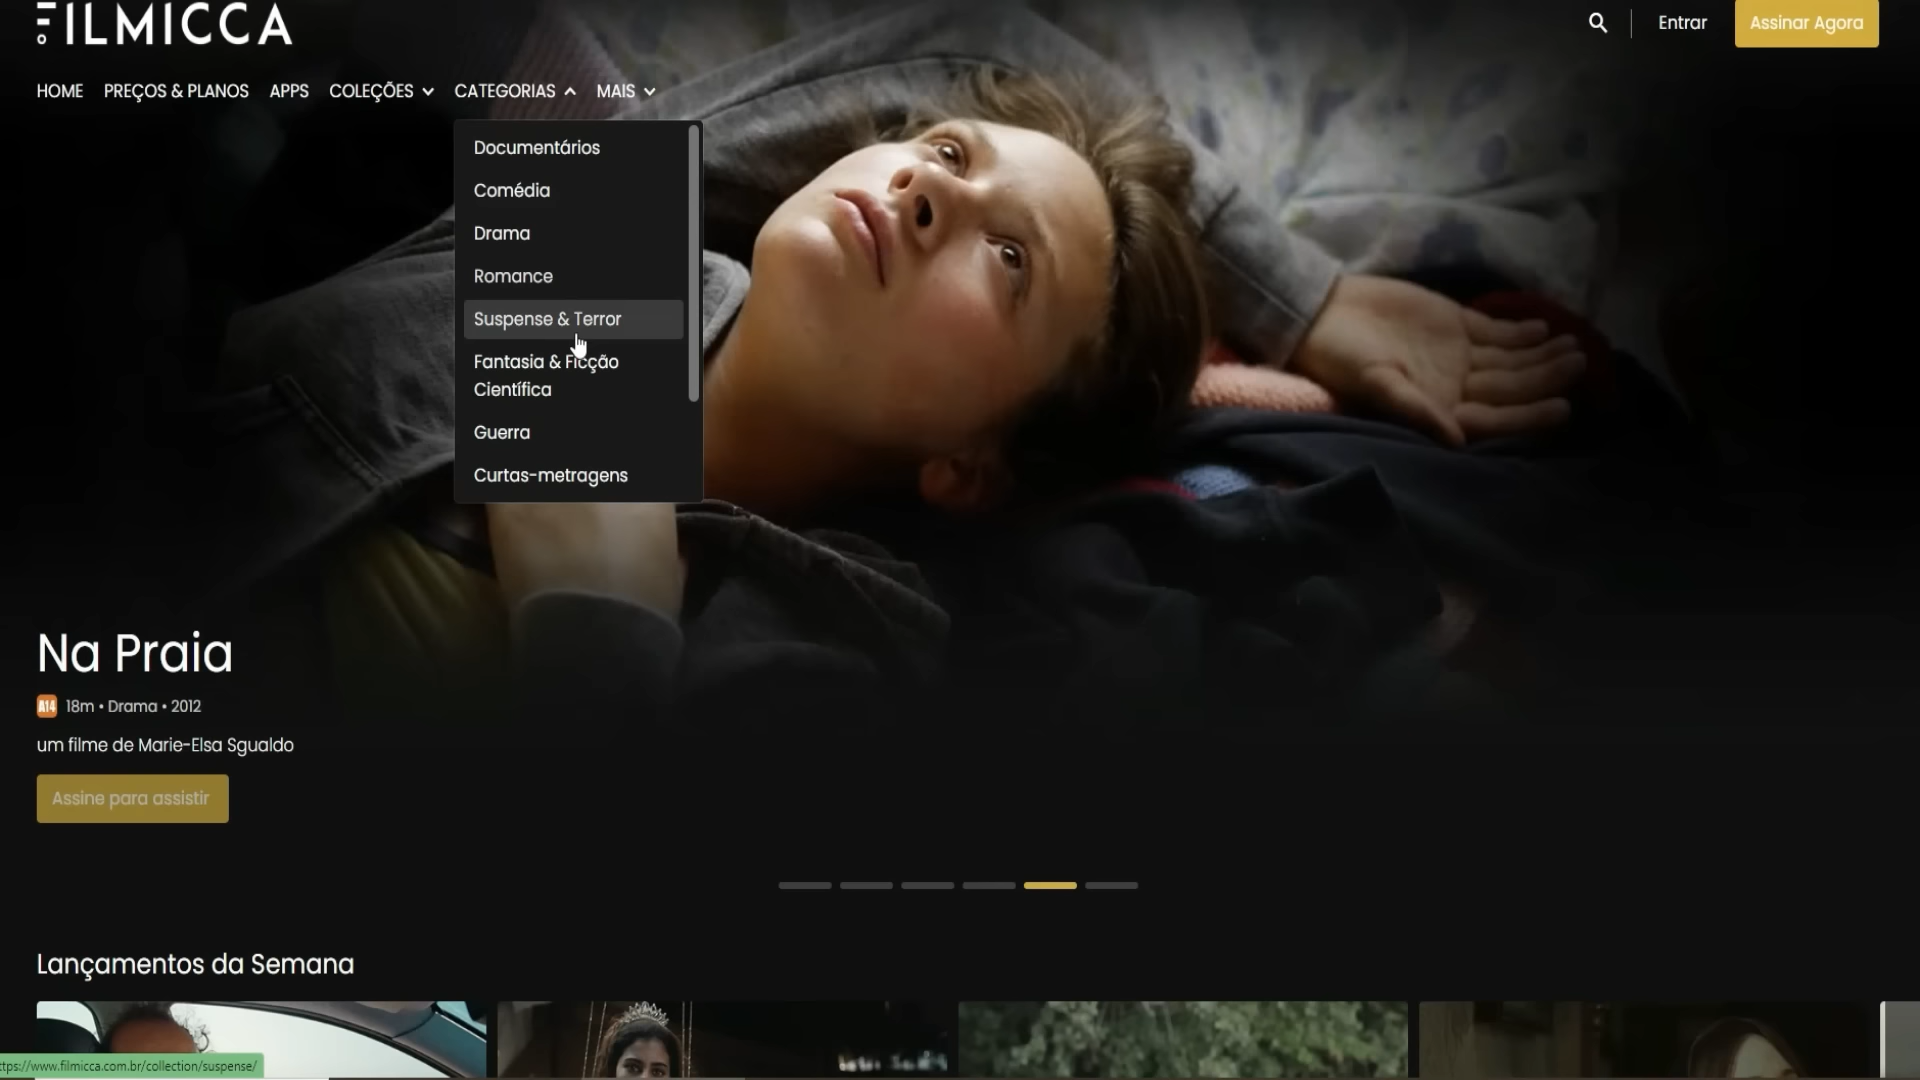 FILMICCA
Entrar
Assinar Agora
HOME
PREÇOS & PLANOS
APPS
COLEÇÕES
CATEGORIAS
MAIS
Documentários
Comédia
Drama
Romance
Suspense & Terror
Fantasia & Ficção
Científica
Guerra
Curtas-metragens
Na Praia
A14 18m • Drama • 2012
um filme de Marie-Elsa Sgualdo
Assine para assistir
Lançamentos da Semana
ttps://www.filmicca.com.br/collection/suspense/